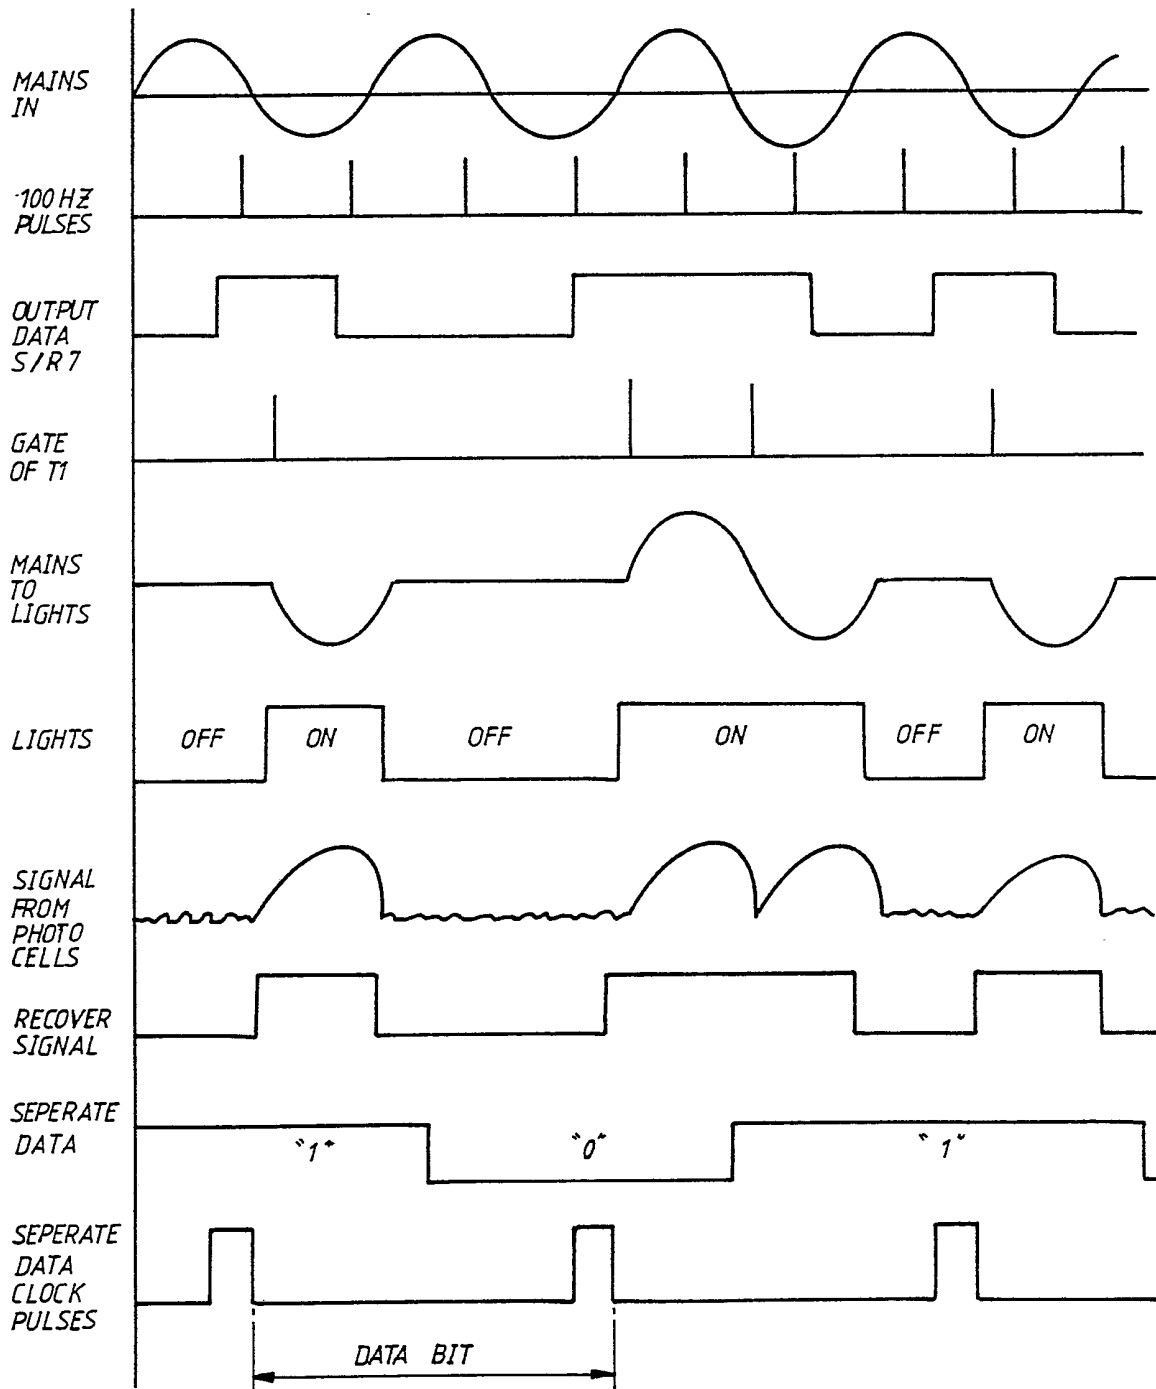 MAINS
IN
100 HZ
PULSES
OUTPUT
DATA
S/R 7
GATE
OF T1
MAINS
TO
LIGHTS
LIGHTS
OFF
ON
OFF
ON
OFF
ON
SIGNAL
FROM
PHOTO
CELLS
RECOVER
SIGNAL
SEPERATE
DATA
"1"
"0"
"1"
SEPERATE
DATA
CLOCK
PULSES
DATA BIT